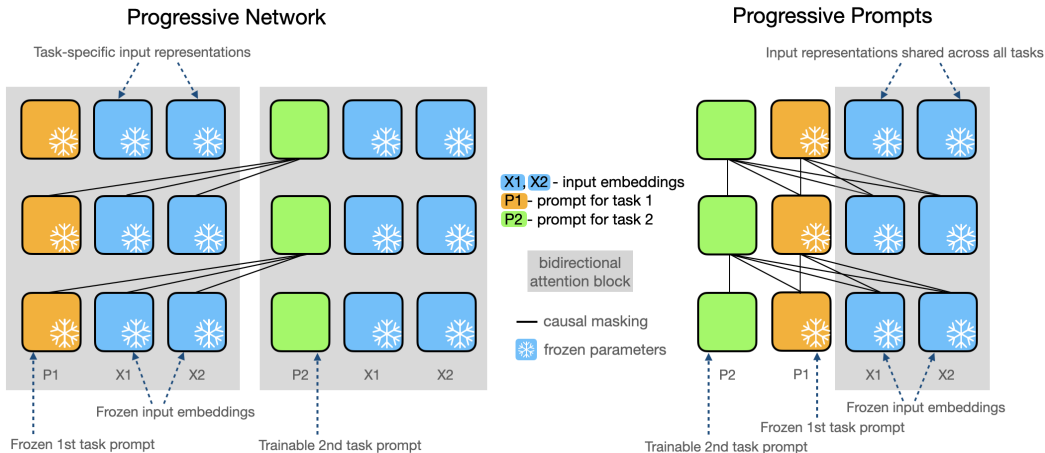 Progressive Network
Progressive Prompts
Task-specific input representations
Input representations shared across all tasks
X1, X2 - input embeddings
P1 - prompt for task 1
P2 - prompt for task 2
bidirectional
attention block
causal masking
frozen parameters
P1
X1
X2
P2
X1
X2
P2
P1
X1
X2
Frozen input embeddings
Frozen input embeddings
Frozen 1st task prompt
Trainable 2nd task prompt
Frozen 1st task prompt
Trainable 2nd task prompt